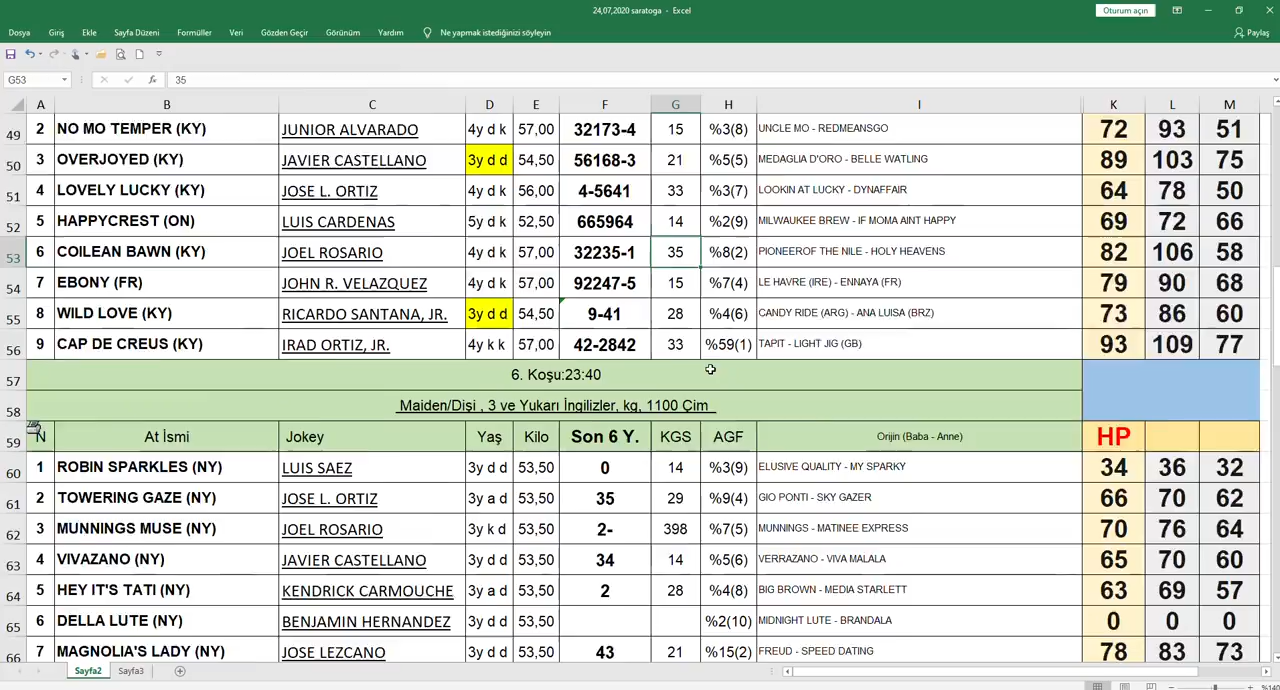 24,07,2020 saratoga - Excel
Oturum açın
Dosya Giriş Ekle Sayfa Düzeni Formüller Veri Gözden Geçir Görünüm Yardım Ne yapmak istediğinizi söyleyin Paylaş
G53 fx 35
A B C D E F G H I K L M
49 2 NO MO TEMPER (KY) JUNIOR ALVARADO 4y d k 57,00 32173-4 15 %3(8) UNCLE MO - REDMEANSGO 72 93 51
50 3 OVERJOYED (KY) JAVIER CASTELLANO 3y d d 54,50 56168-3 21 %5(5) MEDAGLIA D'ORO - BELLE WATLING 89 103 75
51 4 LOVELY LUCKY (KY) JOSE L. ORTIZ 4y d k 56,00 4-5641 33 %3(7) LOOKIN AT LUCKY - DYNAFFAIR 64 78 50
52 5 HAPPYCREST (ON) LUIS CARDENAS 5y d k 52,50 665964 14 %2(9) MILWAUKEE BREW - IF MOMA AINT HAPPY 69 72 66
53 6 COILEAN BAWN (KY) JOEL ROSARIO 4y d k 57,00 32235-1 35 %8(2) PIONEEROF THE NILE - HOLY HEAVENS 82 106 58
54 7 EBONY (FR) JOHN R. VELAZQUEZ 4y d k 57,00 92247-5 15 %7(4) LE HAVRE (IRE) - ENNAYA (FR) 79 90 68
55 8 WILD LOVE (KY) RICARDO SANTANA, JR. 3y d d 54,50 9-41 28 %4(6) CANDY RIDE (ARG) - ANA LUISA (BRZ) 73 86 60
56 9 CAP DE CREUS (KY) IRAD ORTIZ, JR. 4y k k 57,00 42-2842 33 %59(1) TAPIT - LIGHT JIG (GB) 93 109 77
57 6. Koşu:23:40
58 Maiden/Dişi , 3 ve Yukarı İngilizler, kg, 1100 Çim
59 N At İsmi Jokey Yaş Kilo Son 6 Y. KGS AGF Orijin (Baba - Anne) HP
60 1 ROBIN SPARKLES (NY) LUIS SAEZ 3y d d 53,50 0 14 %3(9) ELUSIVE QUALITY - MY SPARKY 34 36 32
61 2 TOWERING GAZE (NY) JOSE L. ORTIZ 3y a d 53,50 35 29 %9(4) GIO PONTI - SKY GAZER 66 70 62
62 3 MUNNINGS MUSE (NY) JOEL ROSARIO 3y k d 53,50 2- 398 %7(5) MUNNINGS - MATINEE EXPRESS 70 76 64
63 4 VIVAZANO (NY) JAVIER CASTELLANO 3y d d 53,50 34 14 %5(6) VERRAZANO - VIVA MALALA 65 70 60
64 5 HEY IT'S TATI (NY) KENDRICK CARMOUCHE 3y a d 53,50 2 28 %4(8) BIG BROWN - MEDIA STARLETT 63 69 57
65 6 DELLA LUTE (NY) BENJAMIN HERNANDEZ 3y d d 53,50 %2(10) MIDNIGHT LUTE - BRANDALA 0 0 0
66 7 MAGNOLIA'S LADY (NY) JOSE LEZCANO 3y d d 53,50 43 21 %15(2) FREUD - SPEED DATING 78 83 73
Sayfa2 Sayfa3
%140